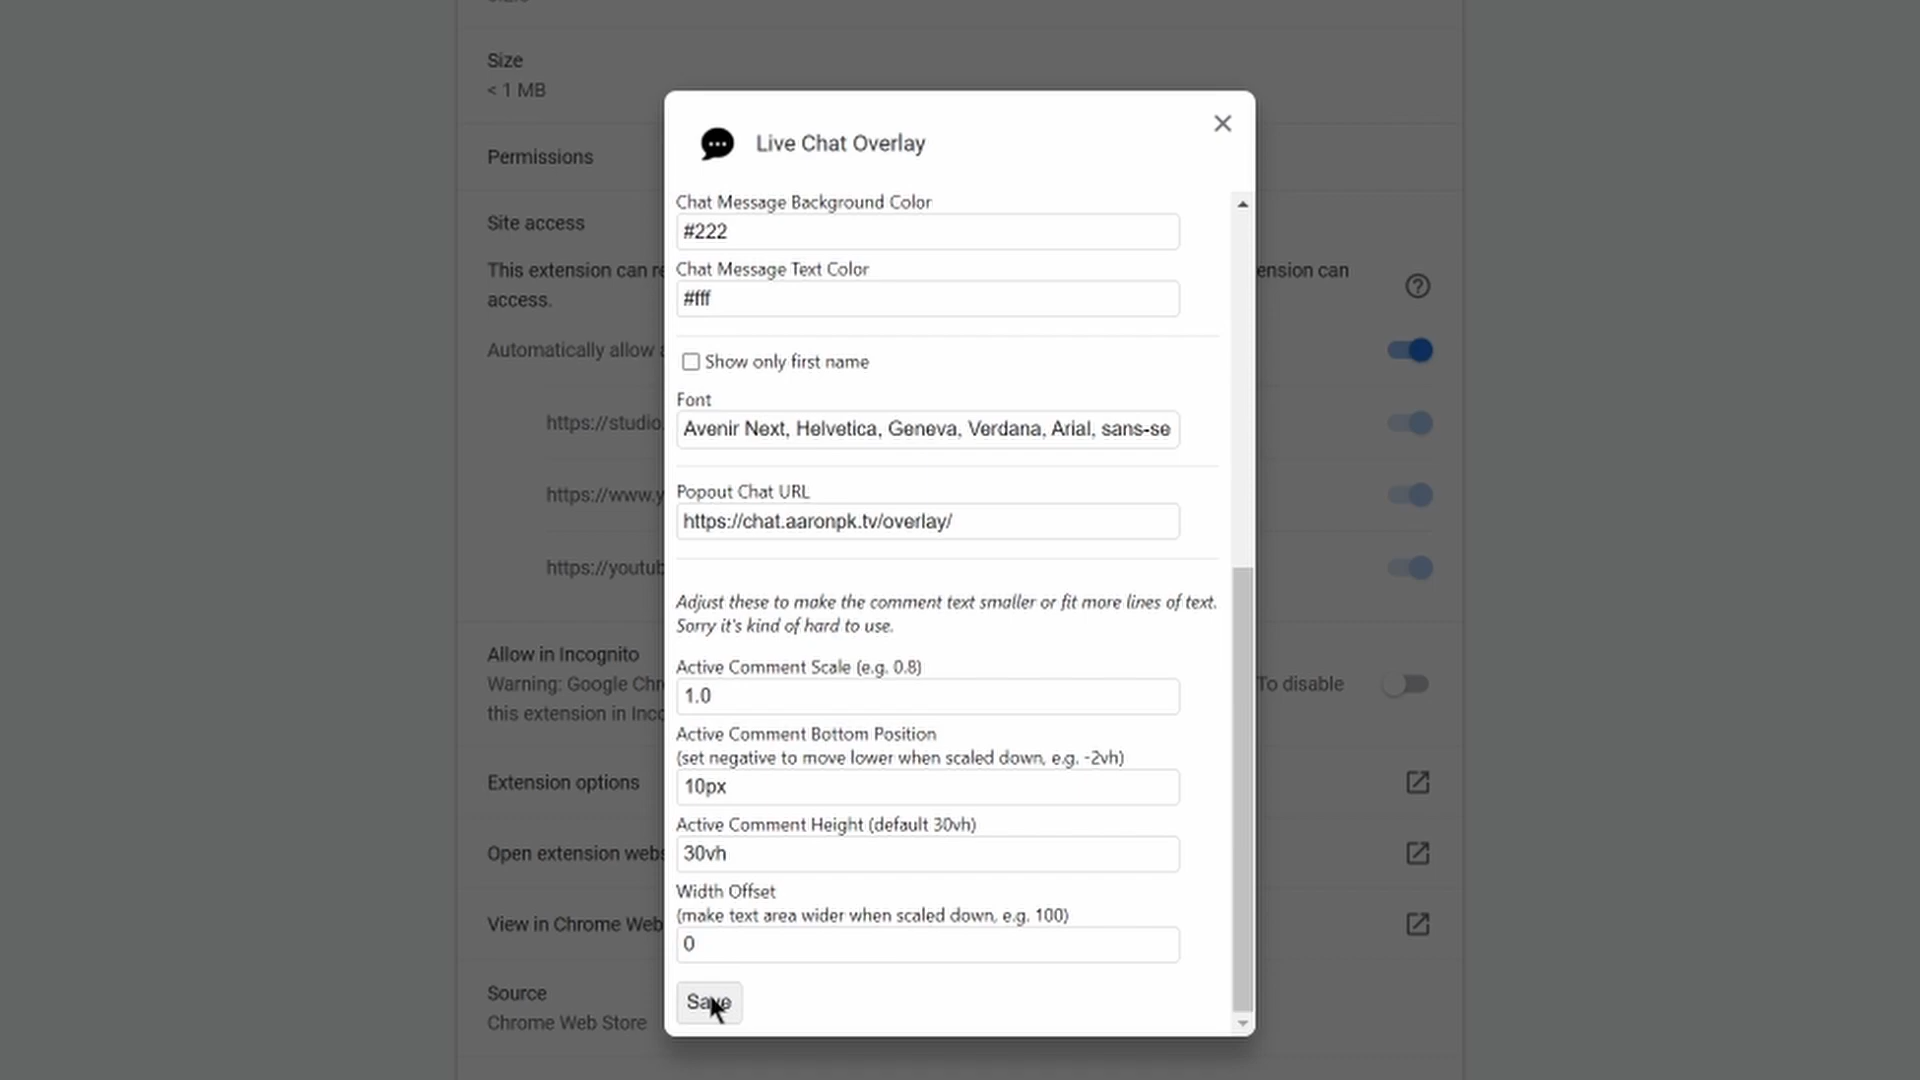 Size
< 1 MB
Permissions
Site access
This extension can re
ension can
access.
Automatically allow a
https://studio.
https://www.y
https://youtub
Allow in Incognito
Warning: Google Chr
To disable
this extension in Inco
Extension options
Open extension webs
View in Chrome Web
Source
Chrome Web Store
Live Chat Overlay
Chat Message Background Color
#222
Chat Message Text Color
#fff
Show only first name
Font
Avenir Next, Helvetica, Geneva, Verdana, Arial, sans-se
Popout Chat URL
https://chat.aaronpk.tv/overlay/
Adjust these to make the comment text smaller or fit more lines of text.
Sorry it's kind of hard to use.
Active Comment Scale (e.g. 0.8)
1.0
Active Comment Bottom Position
(set negative to move lower when scaled down, e.g. -2vh)
10px
Active Comment Height (default 30vh)
30vh
Width Offset
(make text area wider when scaled down, e.g. 100)
0
Save